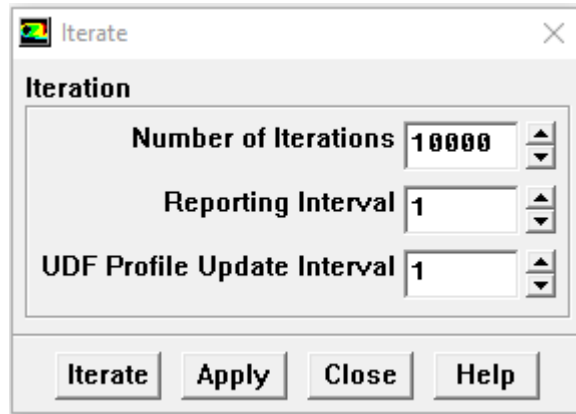 Iterate
Iteration
Number of Iterations 10000
Reporting Interval 1
UDF Profile Update Interval 1
Iterate Apply Close Help